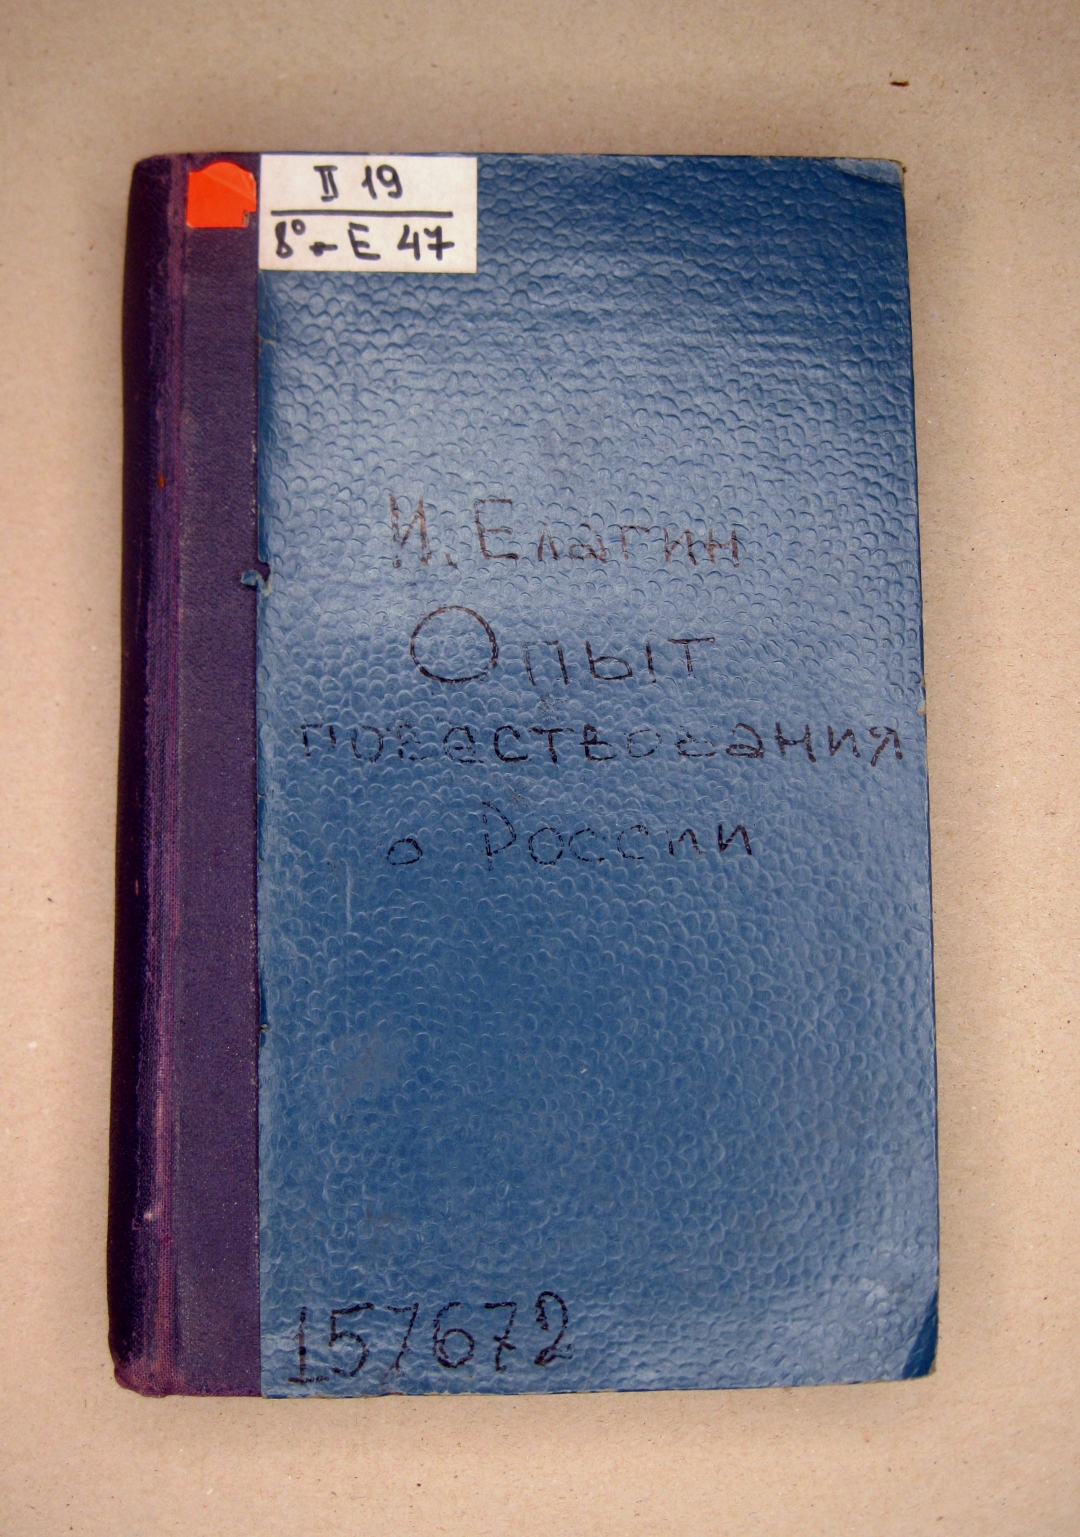 II 19
8° - Е 47
И. Елагин
Опыт
повествования
о России
157672